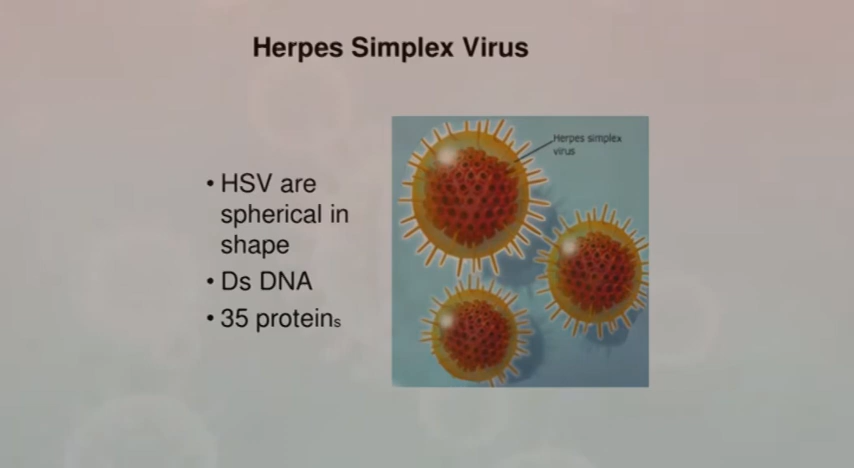 Herpes Simplex Virus
Herpes simplex
virus
• HSV are
spherical in
shape
• Ds DNA
• 35 proteins